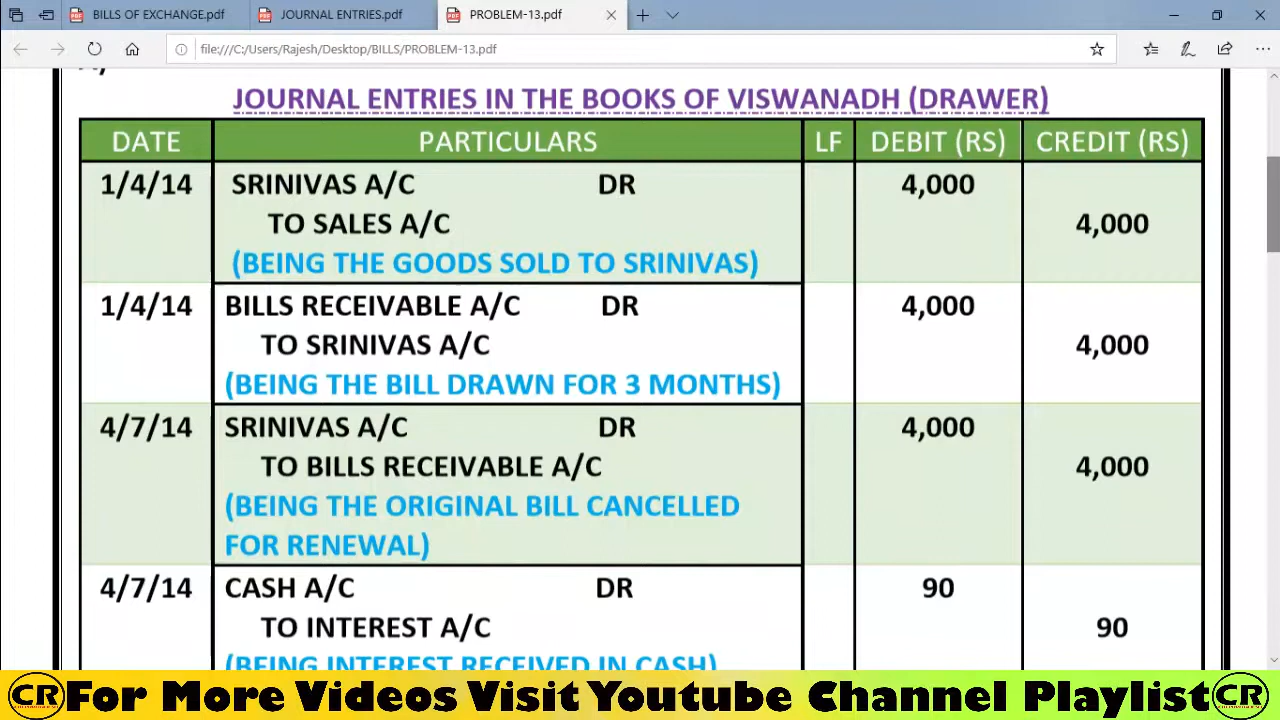 BILLS OF EXCHANGE.pdf JOURNAL ENTRIES.pdf PROBLEM-13.pdf
file:///C:/Users/Rajesh/Desktop/BILLS/PROBLEM-13.pdf
JOURNAL ENTRIES IN THE BOOKS OF VISWANADH (DRAWER)
DATE PARTICULARS LF DEBIT (RS) CREDIT (RS)
1/4/14 SRINIVAS A/C DR 4,000
TO SALES A/C 4,000
(BEING THE GOODS SOLD TO SRINIVAS)
1/4/14 BILLS RECEIVABLE A/C DR 4,000
TO SRINIVAS A/C 4,000
(BEING THE BILL DRAWN FOR 3 MONTHS)
4/7/14 SRINIVAS A/C DR 4,000
TO BILLS RECEIVABLE A/C 4,000
(BEING THE ORIGINAL BILL CANCELLED
FOR RENEWAL)
4/7/14 CASH A/C DR 90
TO INTEREST A/C 90
(BEING INTEREST RECEIVED IN CASH)
CR For More Videos Visit Youtube Channel Playlist CR